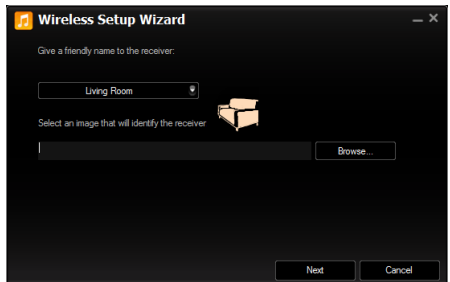 Wireless Setup Wizard
Give a friendly name to the receiver:
Living Room
Select an image that will identify the receiver
Browse...
Next Cancel